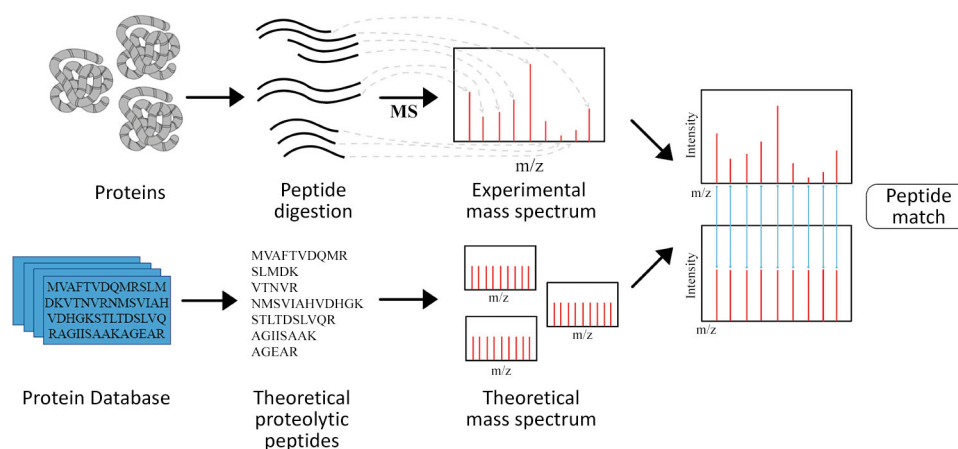 MS
m/z
Proteins
Peptide
digestion
Experimental
mass spectrum
Intensity
m/z
Peptide
match
Intensity
m/z
MVAFTVDQMRSLM
DKVTNVRNMSVIAH
VDHGKSTLTDSLVQ
RAGIISAAKAGEAR
MVAFTVDQMR
SLMDK
VTNVR
NMSVIAHVDHGK
STLTDSLVQR
AGIISAAK
AGEAR
m/z
m/z
m/z
Protein Database
Theoretical
proteolytic
peptides
Theoretical
mass spectrum